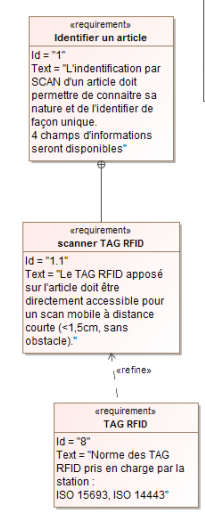 «requirement»
Identifier un article
Id = "1"
Text = "L'indentification par
SCAN d'un article doit
permettre de connaitre sa
nature et de l'identifier de
façon unique.
4 champs d'informations
seront disponibles"
«requirement»
scanner TAG RFID
Id = "1.1"
Text = "Le TAG RFID apposé
sur l'article doit être
directement accessible pour
un scan mobile à distance
courte (<1,5cm, sans
obstacle)."
«refine»
«requirement»
TAG RFID
Id = "8"
Text = "Norme des TAG
RFID pris en charge par la
station :
ISO 15693, ISO 14443"